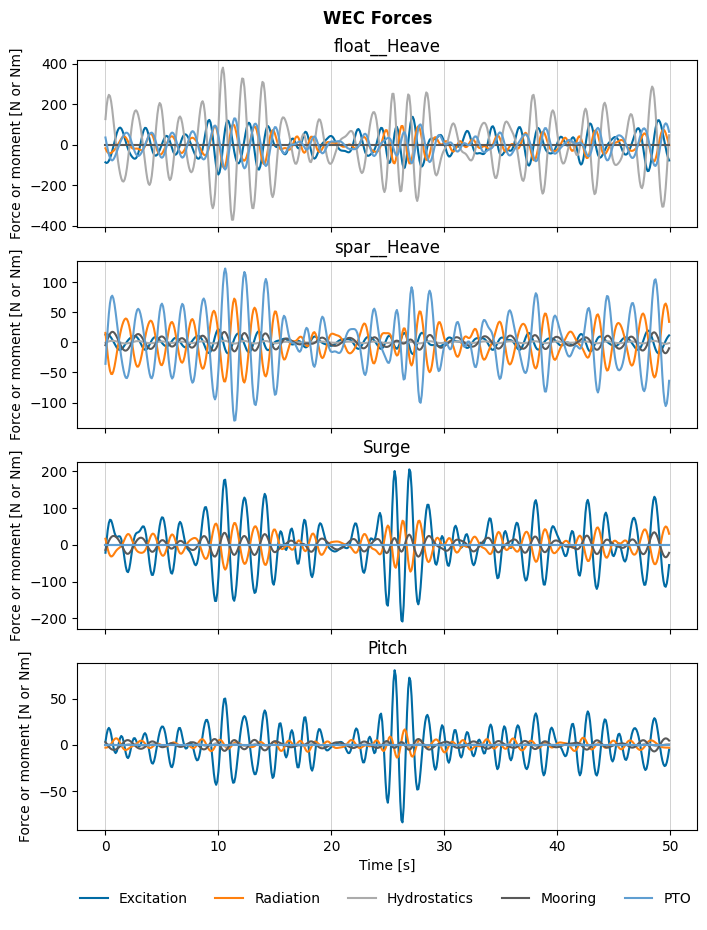 WEC Forces
float__Heave
Force or moment [N or Nm]
400
200
0
−200
−400
spar__Heave
Force or moment [N or Nm]
100
50
0
−50
−100
Surge
Force or moment [N or Nm]
200
100
0
−100
−200
Pitch
Force or moment [N or Nm]
50
0
−50
0 10 20 30 40 50
Time [s]
Excitation Radiation Hydrostatics Mooring PTO